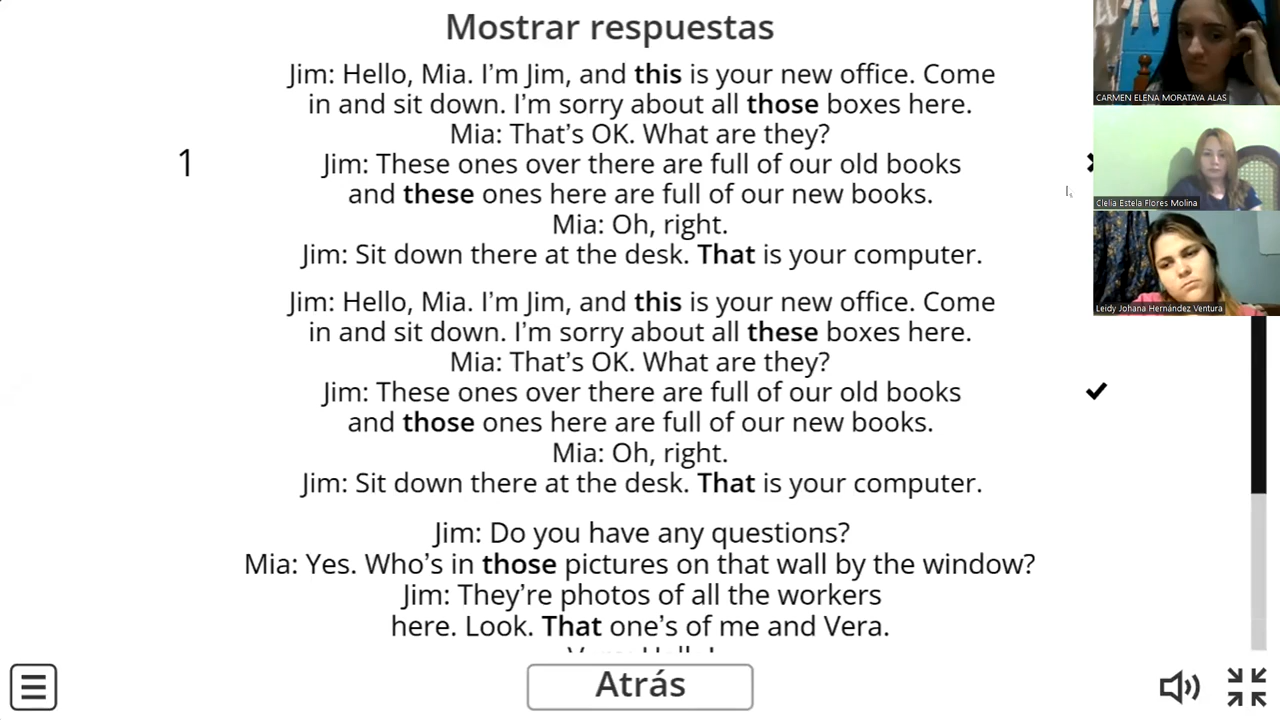 Mostrar respuestas
Jim: Hello, Mia. I’m Jim, and this is your new office. Come
in and sit down. I’m sorry about all those boxes here.
Mia: That’s OK. What are they?
1
Jim: These ones over there are full of our old books
and these ones here are full of our new books.
Mia: Oh, right.
Jim: Sit down there at the desk. That is your computer.
Jim: Hello, Mia. I’m Jim, and this is your new office. Come
in and sit down. I’m sorry about all these boxes here.
Mia: That’s OK. What are they?
Jim: These ones over there are full of our old books
and those ones here are full of our new books.
Mia: Oh, right.
Jim: Sit down there at the desk. That is your computer.
Jim: Do you have any questions?
Mia: Yes. Who’s in those pictures on that wall by the window?
Jim: They’re photos of all the workers
here. Look. That one’s of me and Vera.
Atrás
CARMEN ELENA MORATAYA ALAS
Clelia Estela Flores Molina
Leidy Johana Hernández Ventura